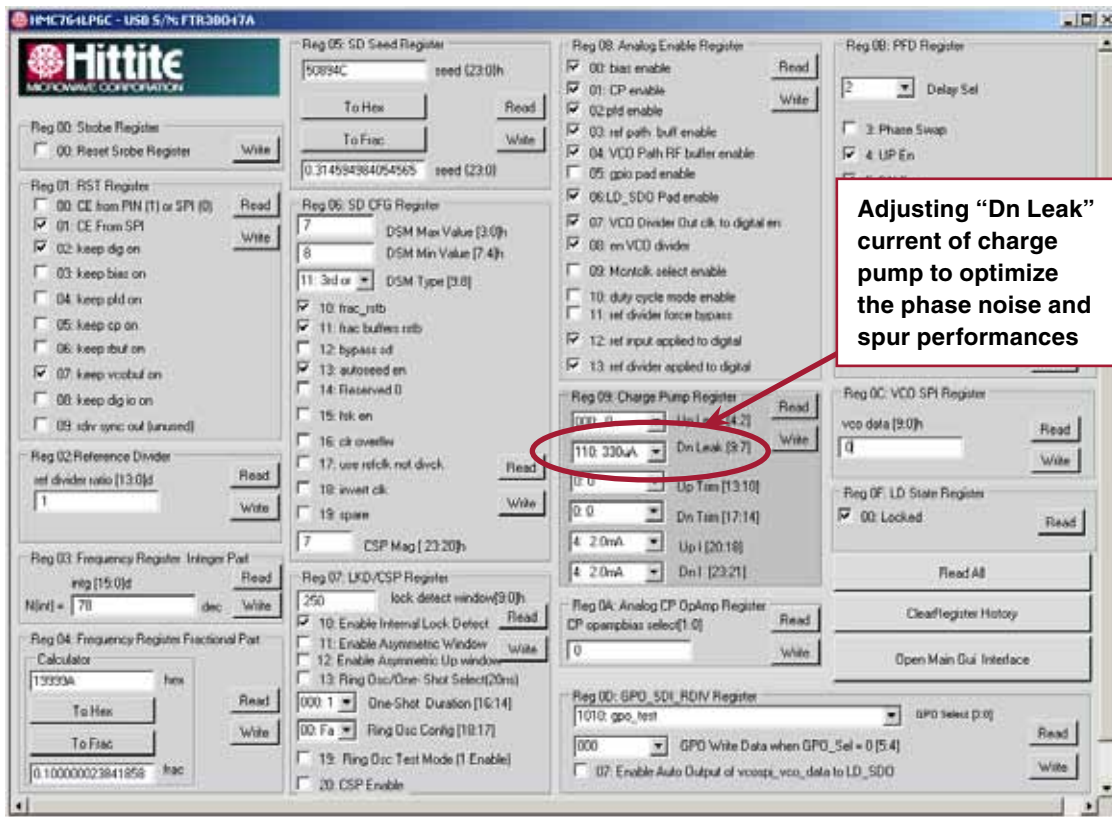 HMC764LP6C - USB S/N: FTR30047A
Hittite
MICROWAVE CORPORATION
Reg 00: Strobe Register
00: Reset Srobe Register
Write
Reg 01: RST Register
00: CE from PIN (1) or SPI (0)
Read
01: CE From SPI
Write
02: keep dig on
03: keep bias on
04: keep pfd on
05: keep cp on
06: keep rbuf on
07: keep vcobuf on
08: keep dig io on
09: rdiv sync out (unused)
Reg 02:Reference Divider
ref divider ratio [13:0]d
Read
1
Write
Reg 03: Frequency Register Integer Part
intg [15:0]d
Read
N(int) = 78 dec
Write
Reg 04: Frequency Register Fractional Part
Calculator
19999A hex
To Hex
Read
To Frac
Write
0.100000023841858 frac
Reg 05: SD Seed Register
50894C seed (23:0)h
To Hex
Read
To Frac
Write
0.314594984054565 seed (23:0)
Reg 06: SD CFG Register
7 DSM Max Value [3:0]h
8 DSM Min Value [7:4]h
11: 3rd or DSM Type [9:8]
10: frac_rstb
11: frac buffers rstb
12: bypass sd
13: autoseed en
14: Reserved 0
15: fsk en
16: clr overflw
17: use refclk not divck
Read
18: invert clk
Write
19: spare
7 CSP Mag [ 23:20]h
Reg 07: LKD/CSP Register
250 lock detect window[9:0]h
10: Enable Internal Lock Detect
Read
11: Enable Asymmetric Window
Write
12: Enable Asymmetric Up window
13: Ring Osc/One- Shot Select(20ns)
000: 1 One-Shot Duration [16:14]
00: Fa Ring Osc Config [18:17]
19: Ring Osc Test Mode (1 Enable)
20: CSP Enable
Reg 08: Analog Enable Register
00: bias enable
Read
01: CP enable
Write
02:pfd enable
03: ref path buff enable
04: VCO Path RF buffer enable
05: gpio pad enable
06:LD_SDO Pad enable
07: VCO Divider Out clk to digital en
08: en VCO divider
09: Montclk select enable
10: duty cycle mode enable
11: ref divider force bypass
12: ref input applied to digital
13: ref divider applied to digital
Reg 09: Charge Pump Register
Read
000: 0 Up Leak [4:2]
Write
110: 330uA Dn Leak [9:7]
0: 0 Up Trim [13:10]
0: 0 Dn Trim [17:14]
4: 2.0mA Up I [20:18]
4: 2.0mA Dn I [23:21]
Reg 0A: Analog CP OpAmp Register
CP opampbias select[1:0]
Read
0
Write
Reg 0B: PFD Register
2 Delay Sel
3: Phase Swap
4: UP En
Adjusting “Dn Leak”
current of charge
pump to optimize
the phase noise and
spur performances
Reg 0C: VCO SPI Register
vco data [9:0]h
Read
0
Write
Reg 0F: LD State Register
00: Locked
Read
Read All
ClearRegister History
Open Main Gui Interface
Reg 0D: GPO_SDI_RDIV Register
1010: gpo_test GPO Select [3:0]
Read
000 GPO Write Data when GPO_Sel = 0 [5:4]
Write
07: Enable Auto Output of vcospi_vco_data to LD_SDO